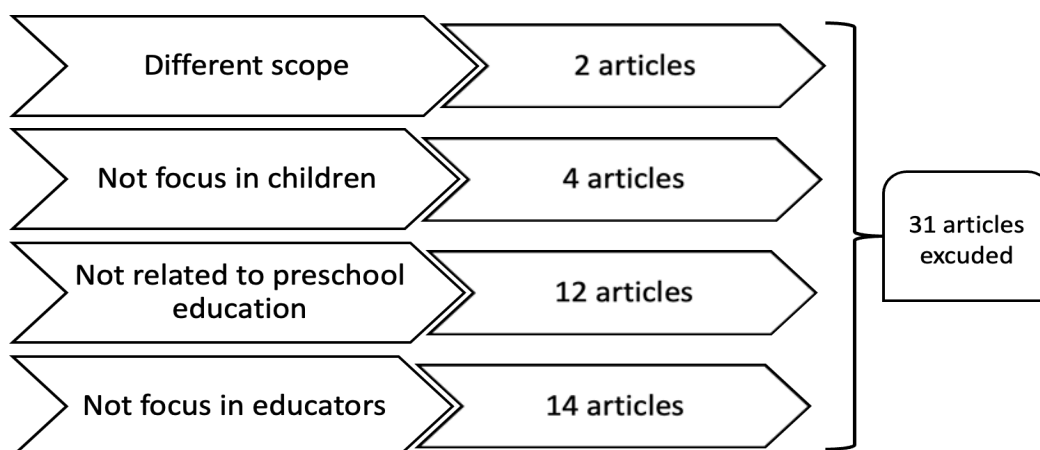 Different scope
2 articles
Not focus in children
4 articles
Not related to preschool
education
12 articles
Not focus in educators
14 articles
31 articles
excuded